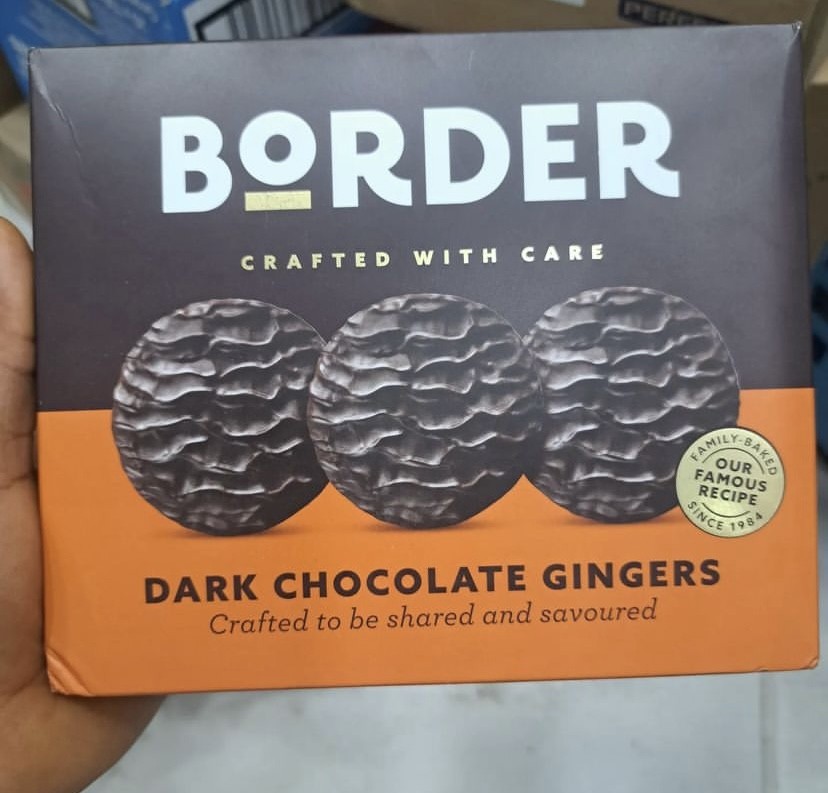 BORDER
CRAFTED WITH CARE
FAMILY-BAKED
OUR
FAMOUS
RECIPE
SINCE 1984
DARK CHOCOLATE GINGERS
Crafted to be shared and savoured